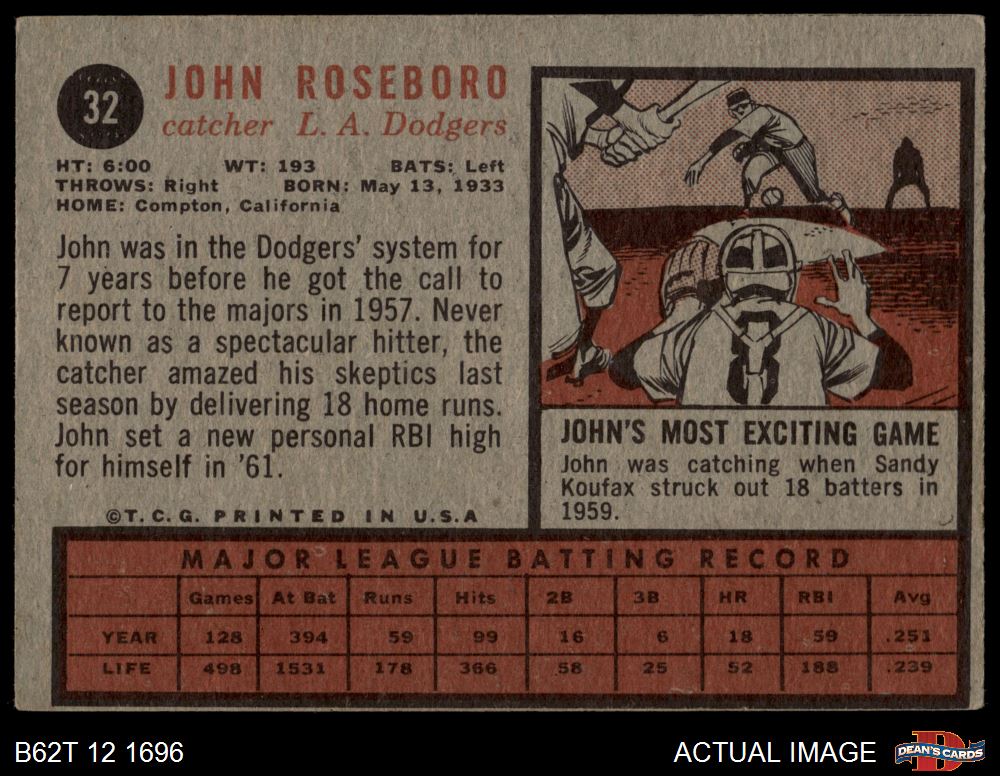 32
JOHN ROSEBORO
catcher L. A. Dodgers
HT: 6:00 WT: 193 BATS: Left
THROWS: Right BORN: May 13, 1933
HOME: Compton, California
John was in the Dodgers' system for
7 years before he got the call to
report to the majors in 1957. Never
known as a spectacular hitter, the
catcher amazed his skeptics last
season by delivering 18 home runs.
John set a new personal RBI high
for himself in '61.
©T. C. G. PRINTED IN U.S.A
JOHN'S MOST EXCITING GAME
John was catching when Sandy
Koufax struck out 18 batters in
1959.
MAJOR LEAGUE BATTING RECORD
Games At Bat Runs Hits 2B 3B HR RBI Avg
YEAR 128 394 59 99 16 6 18 59 .251
LIFE 498 1531 178 366 58 25 52 188 .239
B62T 12 1696
ACTUAL IMAGE
DEAN'S CARDS